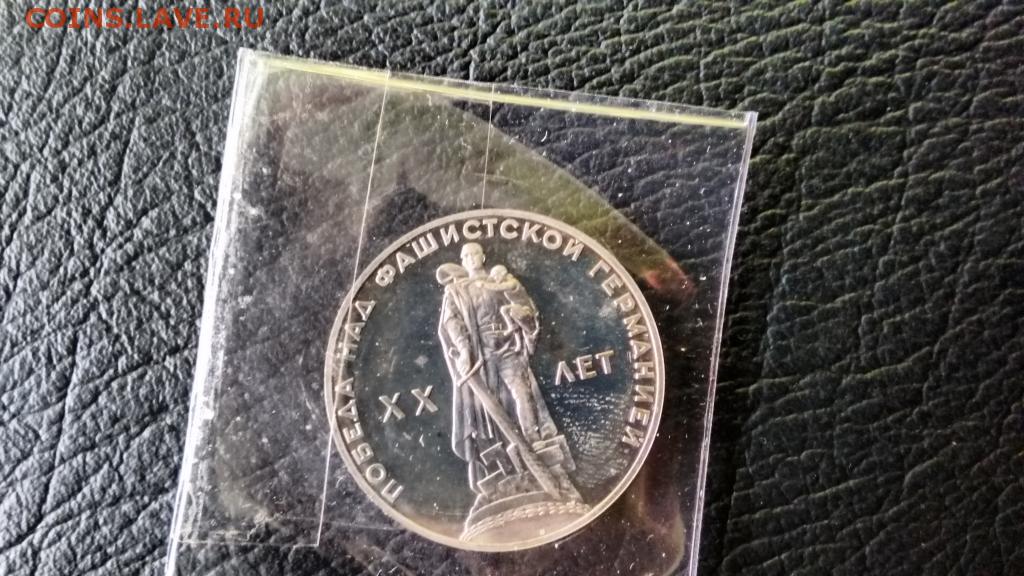 COINS.LAVE.RU
ПОБЕДА НАД ФАШИСТСКОЙ ГЕРМАНИЕЙ
XX ЛЕТ